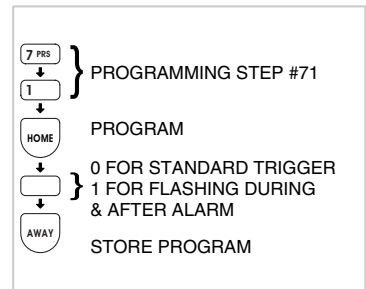 7 PRS
PROGRAMMING STEP #71
1
HOME
PROGRAM
0 FOR STANDARD TRIGGER
1 FOR FLASHING DURING
& AFTER ALARM
AWAY
STORE PROGRAM